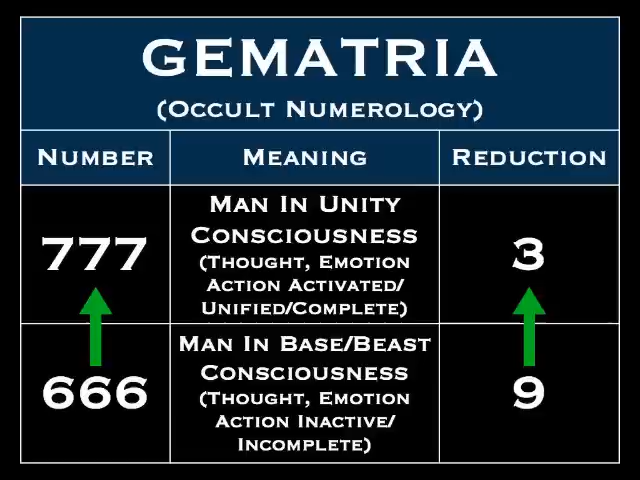 GEMATRIA
(OCCULT NUMEROLOGY)
NUMBER MEANING REDUCTION
777
MAN IN UNITY
CONSCIOUSNESS
(THOUGHT, EMOTION
ACTION ACTIVATED/
UNIFIED/COMPLETE)
3
666
MAN IN BASE/BEAST
CONSCIOUSNESS
(THOUGHT, EMOTION
ACTION INACTIVE/
INCOMPLETE)
9